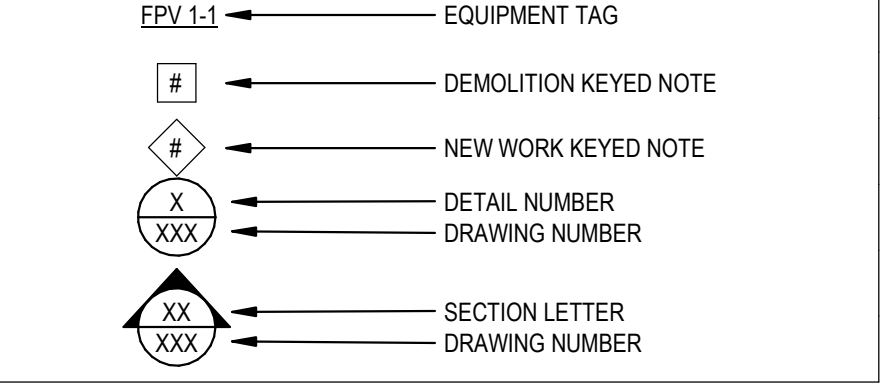 FPV 1-1 EQUIPMENT TAG
# DEMOLITION KEYED NOTE
# NEW WORK KEYED NOTE
X DETAIL NUMBER
XXX DRAWING NUMBER
XX SECTION LETTER
XXX DRAWING NUMBER